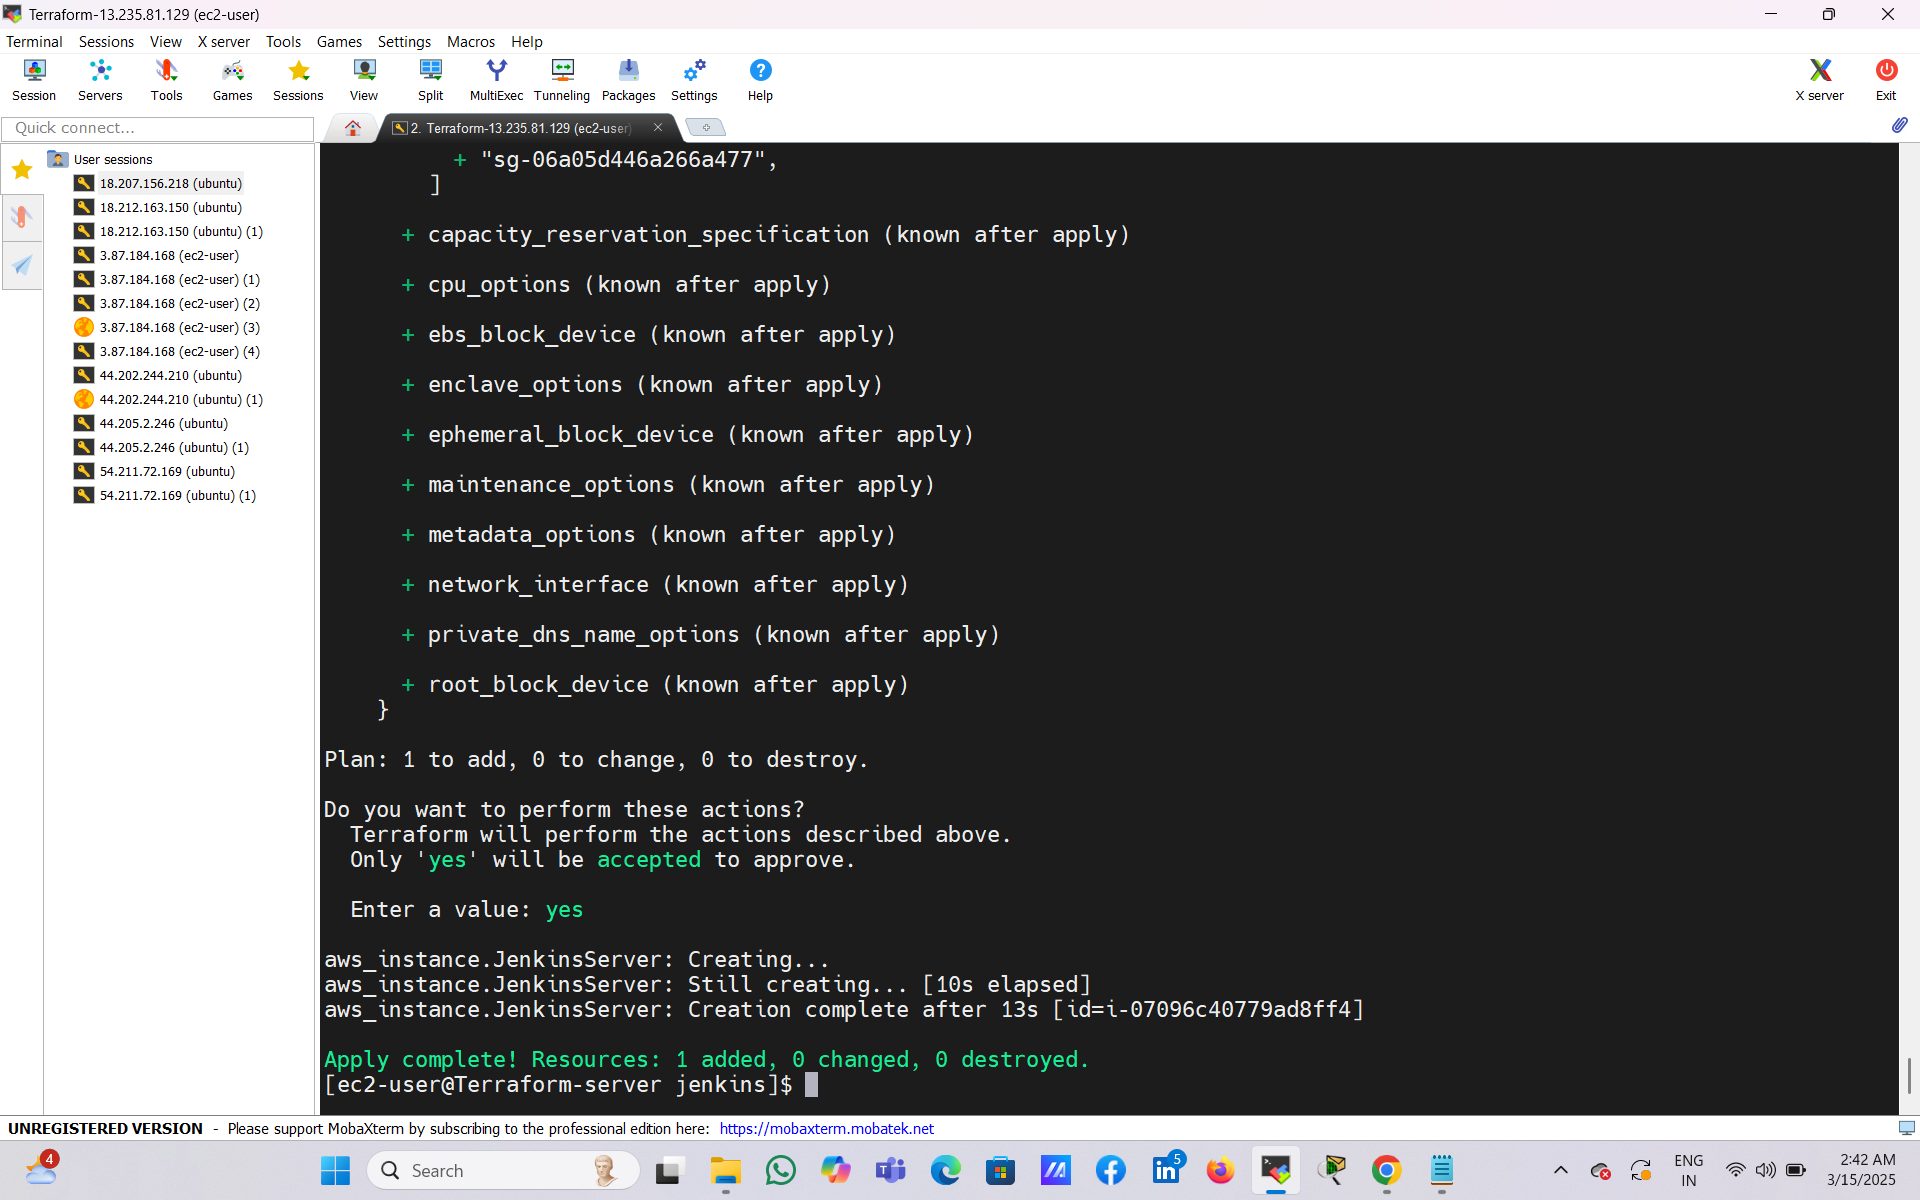 Terraform-13.235.81.129 (ec2-user)
Terminal Sessions View X server Tools Games Settings Macros Help
Session Servers Tools Games Sessions View Split MultiExec Tunneling Packages Settings Help X server Exit
Quick connect...
2. Terraform-13.235.81.129 (ec2-user)
User sessions
18.207.156.218 (ubuntu)
18.212.163.150 (ubuntu)
18.212.163.150 (ubuntu) (1)
3.87.184.168 (ec2-user)
3.87.184.168 (ec2-user) (1)
3.87.184.168 (ec2-user) (2)
3.87.184.168 (ec2-user) (3)
3.87.184.168 (ec2-user) (4)
44.202.244.210 (ubuntu)
44.202.244.210 (ubuntu) (1)
44.205.2.246 (ubuntu)
44.205.2.246 (ubuntu) (1)
54.211.72.169 (ubuntu)
54.211.72.169 (ubuntu) (1)
+ "sg-06a05d446a266a477",
]
+ capacity_reservation_specification (known after apply)
+ cpu_options (known after apply)
+ ebs_block_device (known after apply)
+ enclave_options (known after apply)
+ ephemeral_block_device (known after apply)
+ maintenance_options (known after apply)
+ metadata_options (known after apply)
+ network_interface (known after apply)
+ private_dns_name_options (known after apply)
+ root_block_device (known after apply)
}
Plan: 1 to add, 0 to change, 0 to destroy.
Do you want to perform these actions?
Terraform will perform the actions described above.
Only 'yes' will be accepted to approve.
Enter a value: yes
aws_instance.JenkinsServer: Creating...
aws_instance.JenkinsServer: Still creating... [10s elapsed]
aws_instance.JenkinsServer: Creation complete after 13s [id=i-07096c40779ad8ff4]
Apply complete! Resources: 1 added, 0 changed, 0 destroyed.
[ec2-user@Terraform-server jenkins]$
UNREGISTERED VERSION - Please support MobaXterm by subscribing to the professional edition here: https://mobaxterm.mobatek.net
4
Search
5
ENG
IN
2:42 AM
3/15/2025